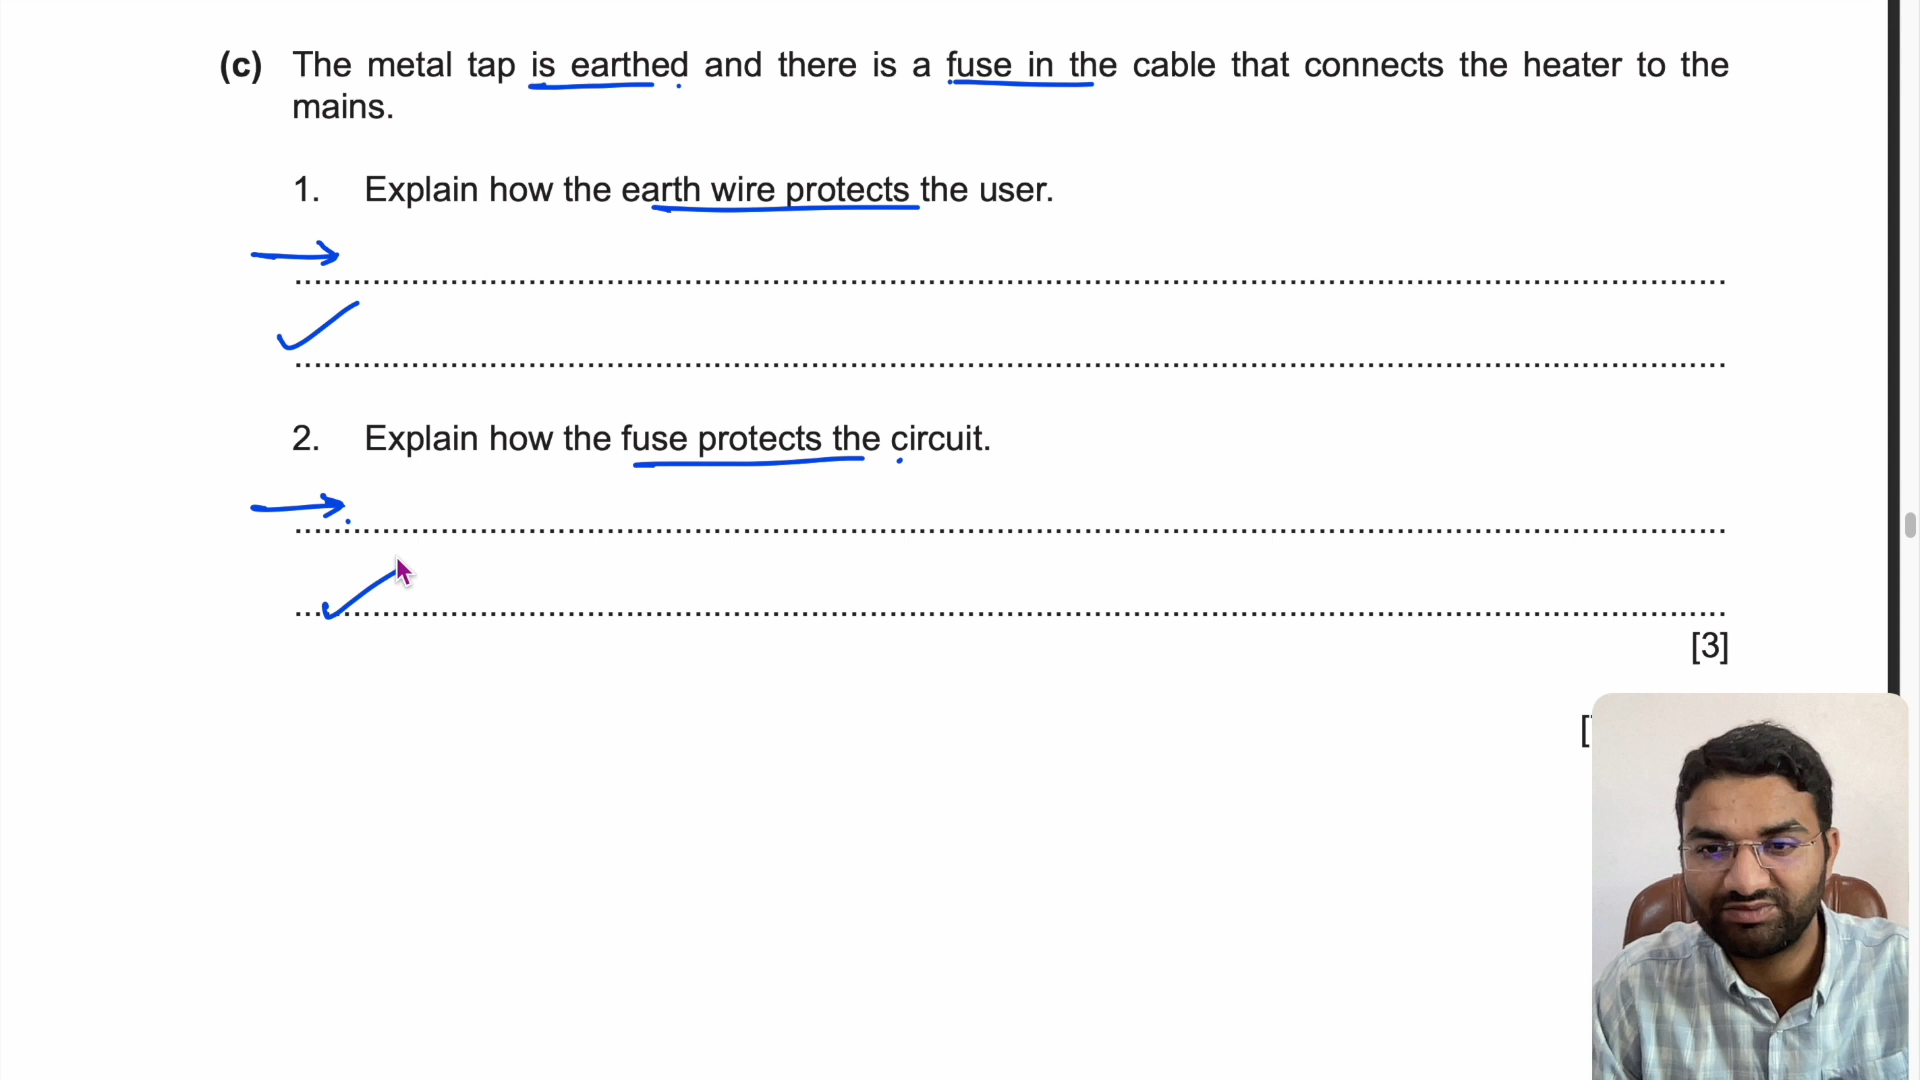 (c) The metal tap is earthed and there is a fuse in the cable that connects the heater to the
mains.
1. Explain how the earth wire protects the user.
................................................................................
................................................................................
2. Explain how the fuse protects the circuit.
................................................................................
................................................................................
[3]
[